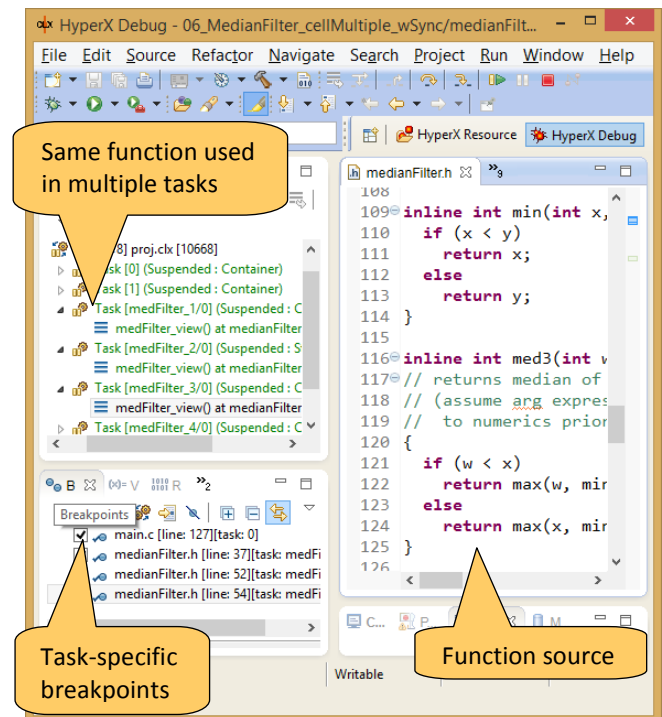 HyperX Debug - 06_MedianFilter_cellMultiple_wSync/medianFilt...
File Edit Source Refactor Navigate Search Project Run Window Help
HyperX Resource HyperX Debug
Same function used
in multiple tasks
8] proj.clx [10668]
Task [0] (Suspended : Container)
Task [1] (Suspended : Container)
Task [medFilter_1/0] (Suspended : C
medFilter_view() at medianFilter
Task [medFilter_2/0] (Suspended : S
medFilter_view() at medianFilter
Task [medFilter_3/0] (Suspended : C
medFilter_view() at medianFilter
Task [medFilter_4/0] (Suspended : C
medianFilter.h »9
108
109 inline int min(int x,
110 if (x < y)
111 return x;
112 else
113 return y;
114 }
115
116 inline int med3(int w
117 // returns median of
118 // (assume arg expres
119 // to numerics prior
120 {
121 if (w < x)
122 return max(w, mir
123 else
124 return max(x, mir
125 }
126
B (x)= V 1010 R »2
Breakpoints
main.c [line: 127][task: 0]
medianFilter.h [line: 37][task: medFi
medianFilter.h [line: 52][task: medFi
medianFilter.h [line: 54][task: medFi
C... P M
Task-specific
breakpoints
Function source
Writable